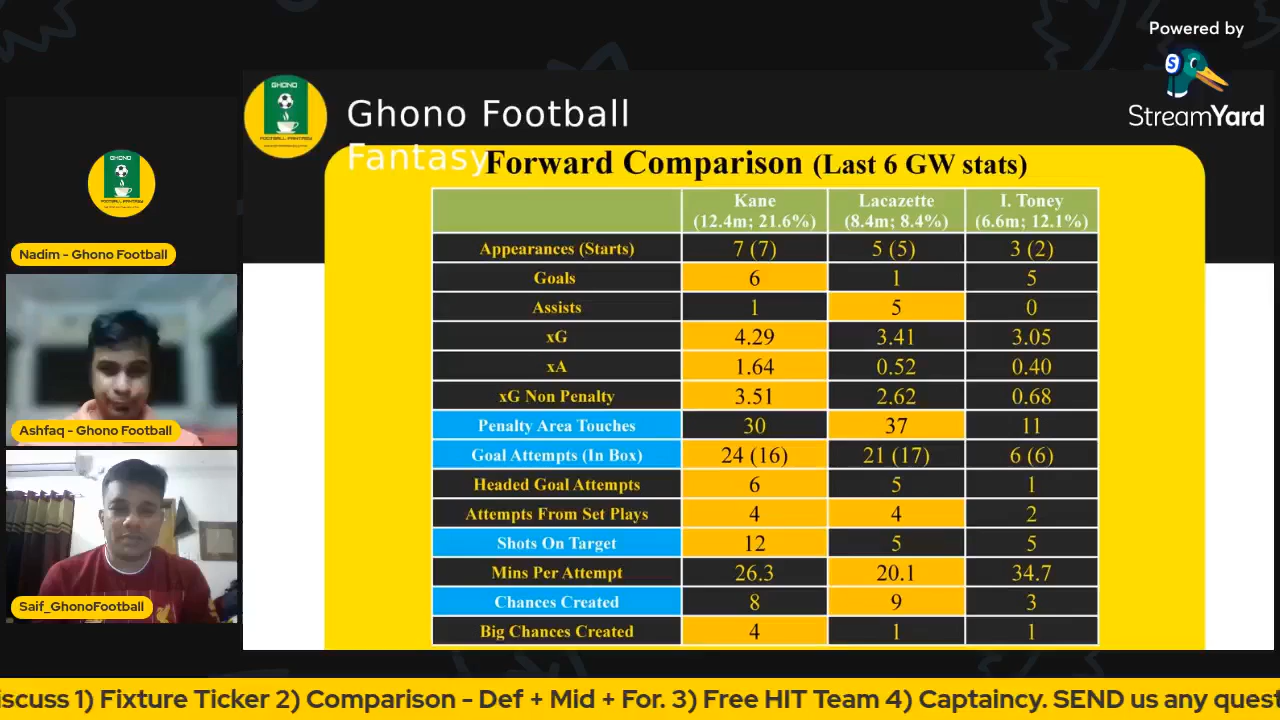 Powered by
StreamYard
GHONO
FOOTBALL FANTASY
Ghono Football
Fantasy
Forward Comparison (Last 6 GW stats)
Kane Lacazette I. Toney
(12.4m; 21.6%) (8.4m; 8.4%) (6.6m; 12.1%)
Appearances (Starts) 7 (7) 5 (5) 3 (2)
Goals 6 1 5
Assists 1 5 0
xG 4.29 3.41 3.05
xA 1.64 0.52 0.40
xG Non Penalty 3.51 2.62 0.68
Penalty Area Touches 30 37 11
Goal Attempts (In Box) 24 (16) 21 (17) 6 (6)
Headed Goal Attempts 6 5 1
Attempts From Set Plays 4 4 2
Shots On Target 12 5 5
Mins Per Attempt 26.3 20.1 34.7
Chances Created 8 9 3
Big Chances Created 4 1 1
GHONO
Nadim - Ghono Football
Ashfaq - Ghono Football
Saif_GhonoFootball
iscuss 1) Fixture Ticker 2) Comparison - Def + Mid + For. 3) Free HIT Team 4) Captaincy. SEND us any quest